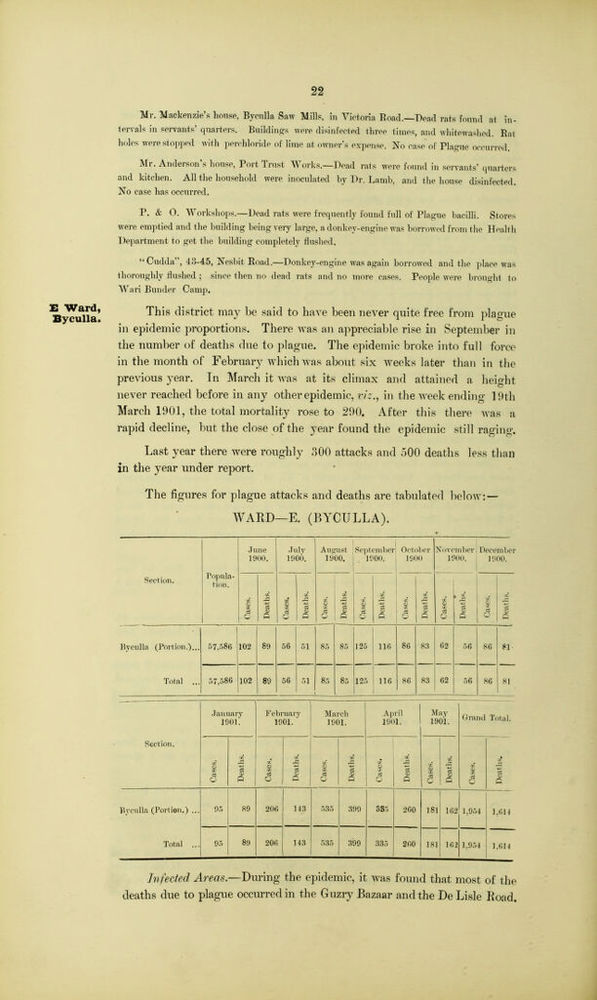 22
Mr. Mackenzie's house, Byculla Saw Mills, in Victoria Road.—Dead rats found at in-
tervals in servants' quarters. Buildings were disinfected three times, and whitewashed. Rat
holes were stopped with perchloride of lime at owner's expense. No case of Plague occurred.
Mr. Anderson's house, Port Trust Works.—Dead rats were found in servants' quarters
and kitchen. All the household were inoculated by Dr. Lamb, and the house disinfected.
No case has occurred.
P. & O. Workshops.—Dead rats were frequently found full of Plague bacilli. Stores
were emptied and the building being very large, a donkey-engine was borrowed from the Health
Department to get the building completely flushed.
"Cudda", 43-45, Nesbit Road.—Donkey-engine was again borrowed and the place was
thoroughly flushed; since then no dead rats and no more cases. People were brought to
Wari Bunder Camp.
E Ward,
Byculla.
This district may be said to have been never quite free from plague
in epidemic proportions. There was an appreciable rise in September in
the number of deaths due to plague. The epidemic broke into full force
in the month of February which was about six weeks later than in the
previous year. In March it was at its climax and attained a height
never reached before in any other epidemic, viz., in the week ending 19th
March 1901, the total mortality rose to 290. After this there was a
rapid decline, but the close of the year found the epidemic still raging.
Last year there were roughly 300 attacks and 500 deaths less than
in the year under report.
The figures for plague attacks and deaths are tabulated below:—
WARD—E. (BYCULLA).
Section. Popula-tion. June 1900. July 1900. August 1900. September 1900. October 1900 November 1900. December 1900.
Cases. Deaths. Cases. Deaths. Cases. Deaths. Cases. Deaths. Cases. Deaths. Cases. Deaths. Cases. Deaths.
Byculla (Portion.)... 57,586 102 89 56 51 85 85 125 116 86 83 62 56 86 81
Total ... 57,586 102 89 56 51 85 85 125 116 86 83 62 56 86 81
Section. January 1901. February 1901. March 1901. April 1901. May 1901. Grand Total.
Cases. Deaths. Cases. Deaths. Cases. Deaths. Cases. Deaths. Cases. Deaths. Cases. Deaths.
Byculla (Portion.) ... 95 89 206 143 535 399 335 260 181 162 1,954 1,614
Total ... 95 89 206 143 535 399 335 260 181 162 1,954 1,614
Infected Areas.—During the epidemic, it was found that most of the
deaths due to plague occurred in the Guzry Bazaar and the De Lisle Road.